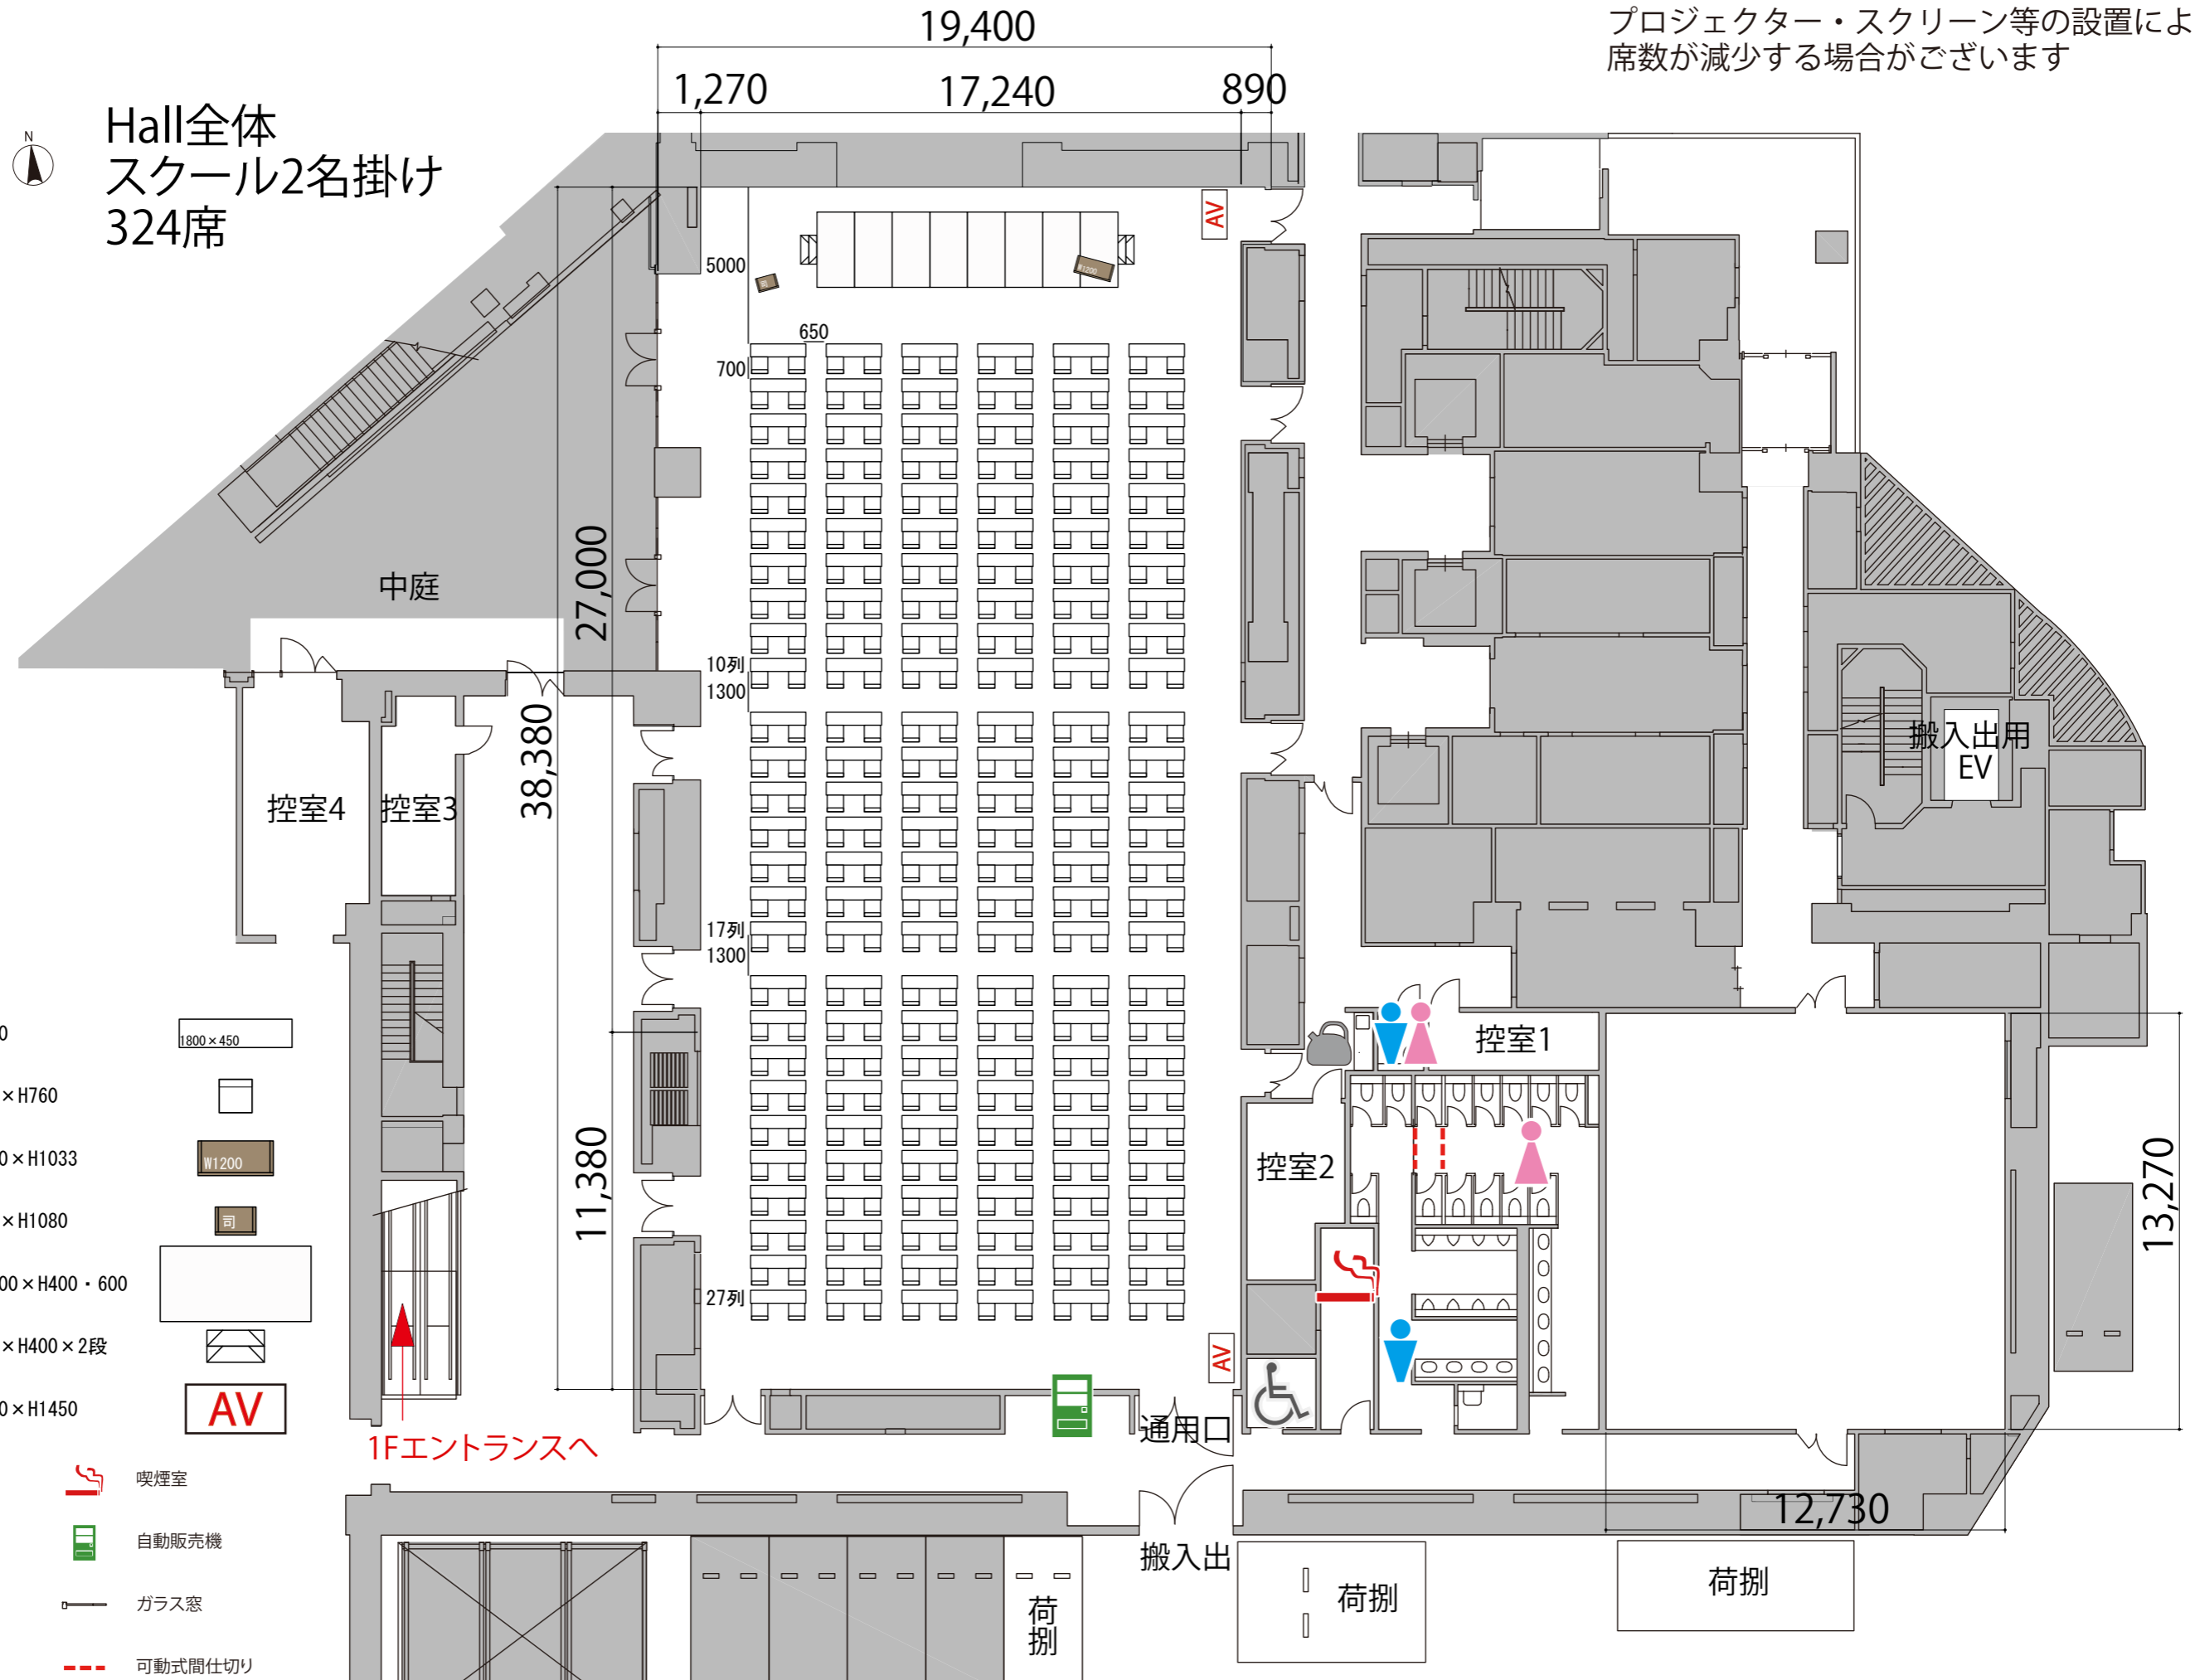 プロジェクター・スクリーン等の設置によ
席数が減少する場合がございます
19,400
1,270
17,240
890
N
Hall全体
スクール2名掛け
324席
AV
5000
司
W1200
650
700
27,000
中庭
10列
1300
38,380
搬入出用
EV
控室4
控室3
17列
1300
控室1
0
1800×450
×H760
0×H1033
W1200
控室2
11,380
13,270
×H1080
司
00×H400・600
27列
×H400×2段
AV
0×H1450
AV
通用口
1Fエントランスへ
喫煙室
12,730
自動販売機
搬入出
荷捌
荷捌
荷捌
ガラス窓
可動式間仕切り